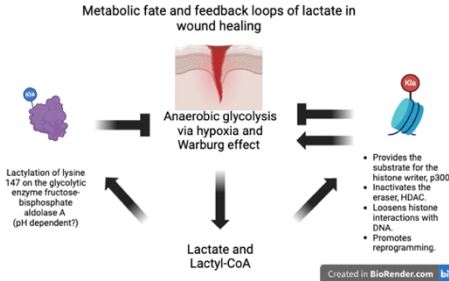 Metabolic fate and feedback loops of lactate in
wound healing
Kla
Kla
Anaerobic glycolysis
via hypoxia and
Warburg effect
Lactylation of lysine
147 on the glycolytic
enzyme fructose-
bisphosphate
aldolase A
(pH dependent?)
• Provides the
substrate for the
histone writer, p300.
• Inactivates the
eraser, HDAC.
• Loosens histone
interactions with
DNA.
• Promotes
reprogramming.
Lactate and
Lactyl-CoA
Created in BioRender.com bi